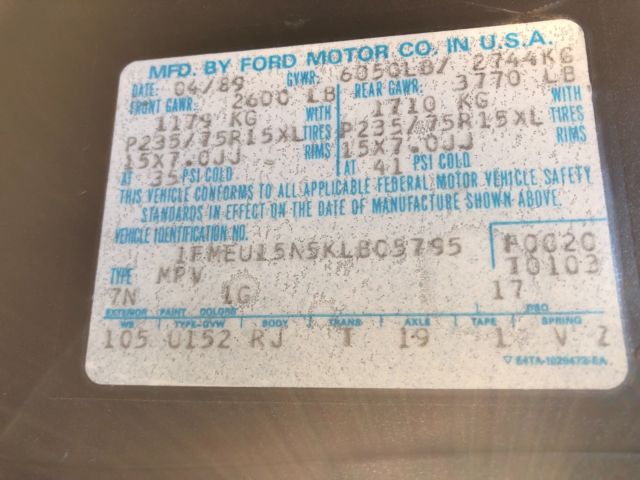 MFD. BY FORD MOTOR CO. IN U.S.A.
DATE: 04/89 GVWR: 6050LB/ 2744KG
FRONT GAWR: 2600 LB REAR GAWR: 3770 LB
1179 KG WITH 1710 KG WITH
P235/75R15XL TIRES P235/75R15XL TIRES
15X7.0JJ RIMS 15X7.0JJ RIMS
AT 35 PSI COLD AT 41 PSI COLD
THIS VEHICLE CONFORMS TO ALL APPLICABLE FEDERAL MOTOR VEHICLE SAFETY
STANDARDS IN EFFECT ON THE DATE OF MANUFACTURE SHOWN ABOVE.
VEHICLE IDENTIFICATION NO.
1FMEU15N5KLB05795 F0020
TYPE MPV T0103
7N 1G 17
EXTERIOR PAINT COLORS DSO
WB TYPE-GVW BODY TRANS AXLE TAPE SPRING
105 U152 RJ T 19 1 V 2